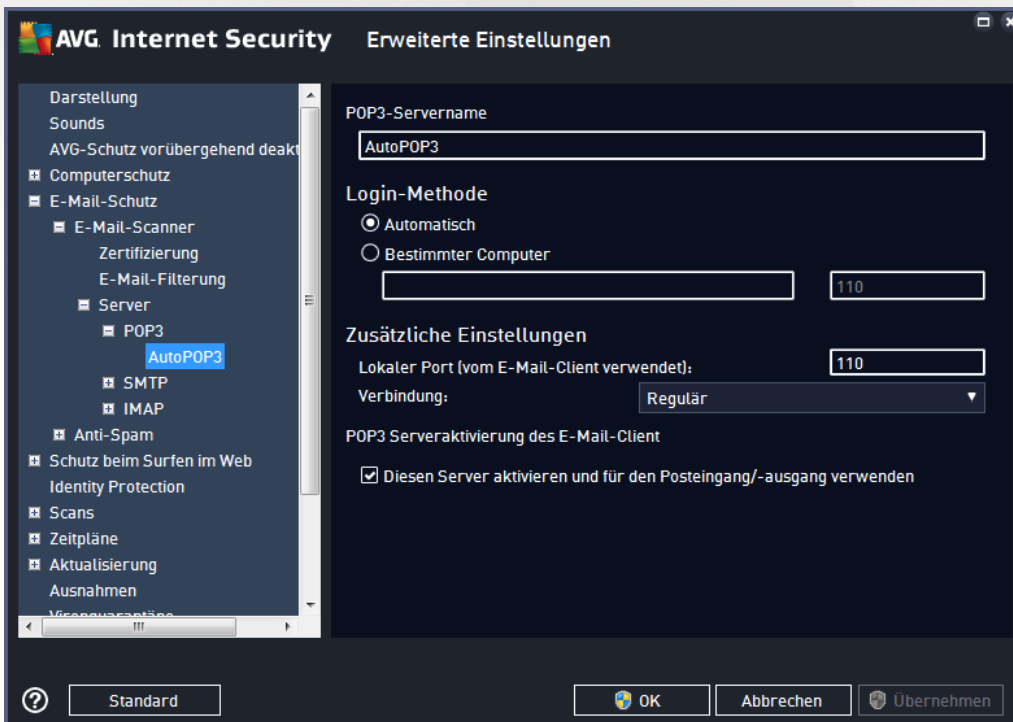 AVG Internet Security Erweiterte Einstellungen
Darstellung
Sounds
AVG-Schutz vorübergehend deakt
Computerschutz
E-Mail-Schutz
E-Mail-Scanner
Zertifizierung
E-Mail-Filterung
Server
POP3
AutoPOP3
SMTP
IMAP
Anti-Spam
Schutz beim Surfen im Web
Identity Protection
Scans
Zeitpläne
Aktualisierung
Ausnahmen
Virenquarantäne
POP3-Servername
AutoPOP3
Login-Methode
Automatisch
Bestimmter Computer
110
Zusätzliche Einstellungen
Lokaler Port (vom E-Mail-Client verwendet): 110
Verbindung: Regulär
POP3 Serveraktivierung des E-Mail-Client
Diesen Server aktivieren und für den Posteingang/-ausgang verwenden
? Standard OK Abbrechen Übernehmen